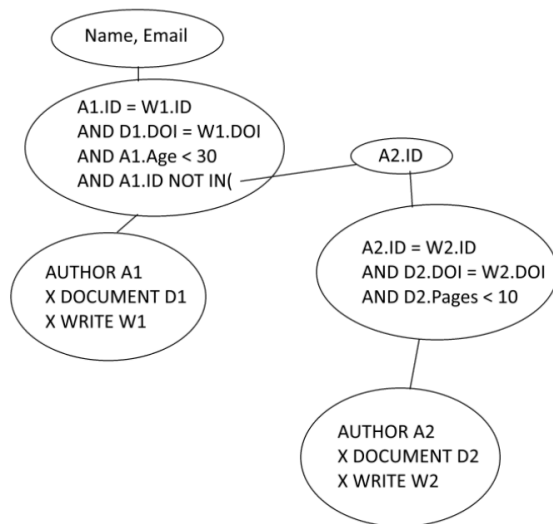 Name, Email
A1.ID = W1.ID
AND D1.DOI = W1.DOI
AND A1.Age < 30
AND A1.ID NOT IN(
A2.ID
AUTHOR A1
X DOCUMENT D1
X WRITE W1
A2.ID = W2.ID
AND D2.DOI = W2.DOI
AND D2.Pages < 10
AUTHOR A2
X DOCUMENT D2
X WRITE W2